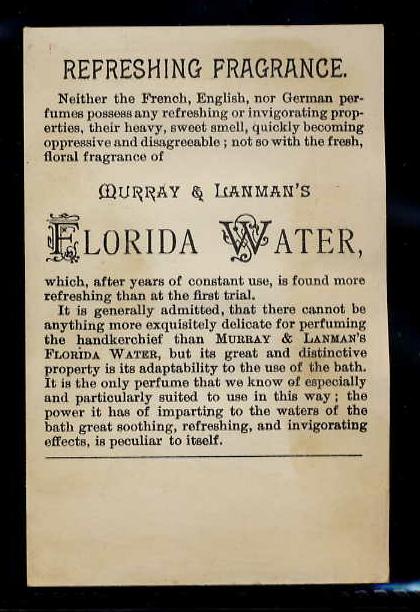 REFRESHING FRAGRANCE.
Neither the French, English, nor German per-
fumes possess any refreshing or invigorating prop-
erties, their heavy, sweet smell, quickly becoming
oppressive and disagreeable ; not so with the fresh,
floral fragrance of
MURRAY & LANMAN'S
FLORIDA WATER,
which, after years of constant use, is found more
refreshing than at the first trial.
It is generally admitted, that there cannot be
anything more exquisitely delicate for perfuming
the handkerchief than MURRAY & LANMAN'S
FLORIDA WATER, but its great and distinctive
property is its adaptability to the use of the bath.
It is the only perfume that we know of especially
and particularly suited to use in this way ; the
power it has of imparting to the waters of the
bath great soothing, refreshing, and invigorating
effects, is peculiar to itself.